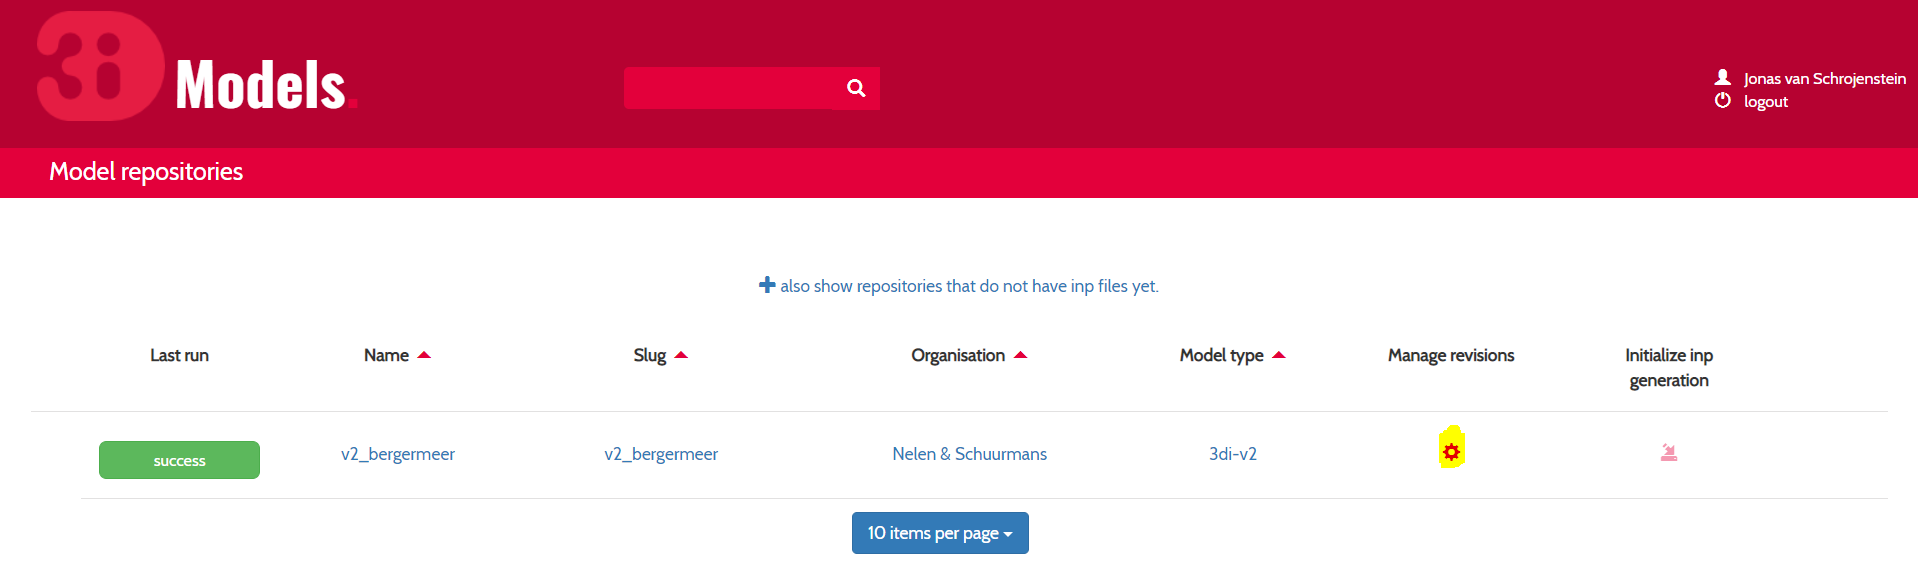 3i Models.
Jonas van Schrojenstein
logout
Model repositories
also show repositories that do not have inp files yet.
Last run Name Slug Organisation Model type Manage revisions Initialize inp
generation
success v2_bergermeer v2_bergermeer Nelen & Schuurmans 3di-v2
10 items per page